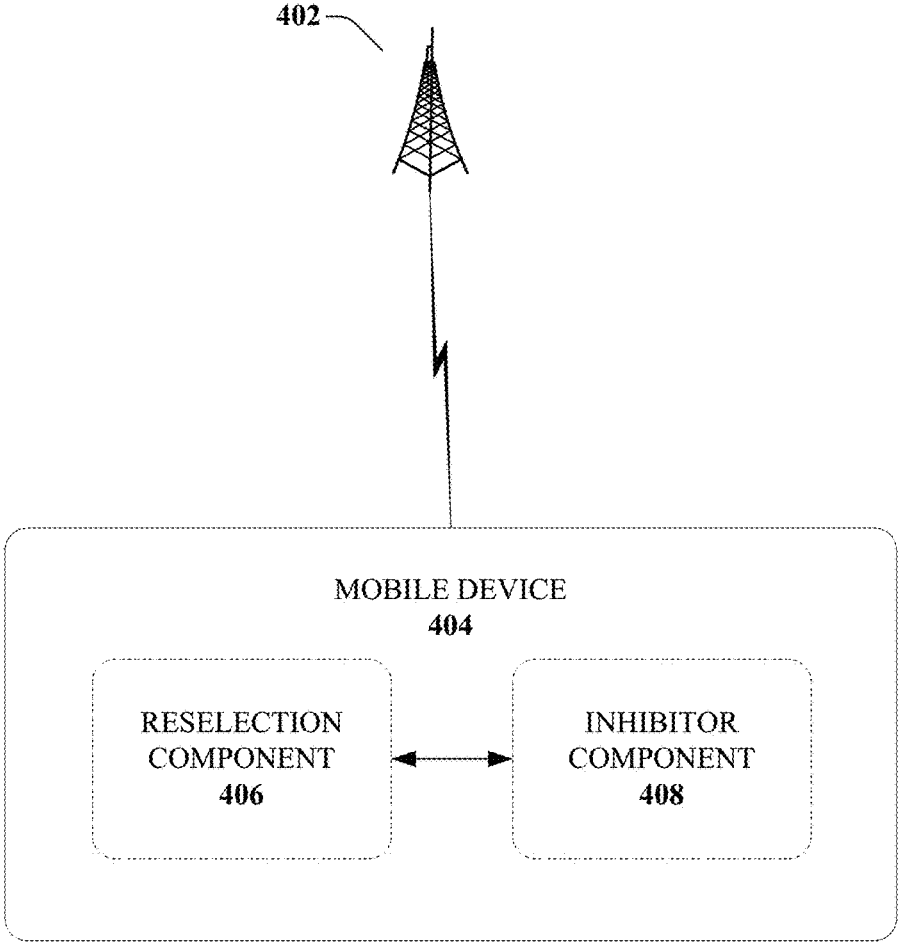 402
MOBILE DEVICE
404
RESELECTION
COMPONENT
406
INHIBITOR
COMPONENT
408